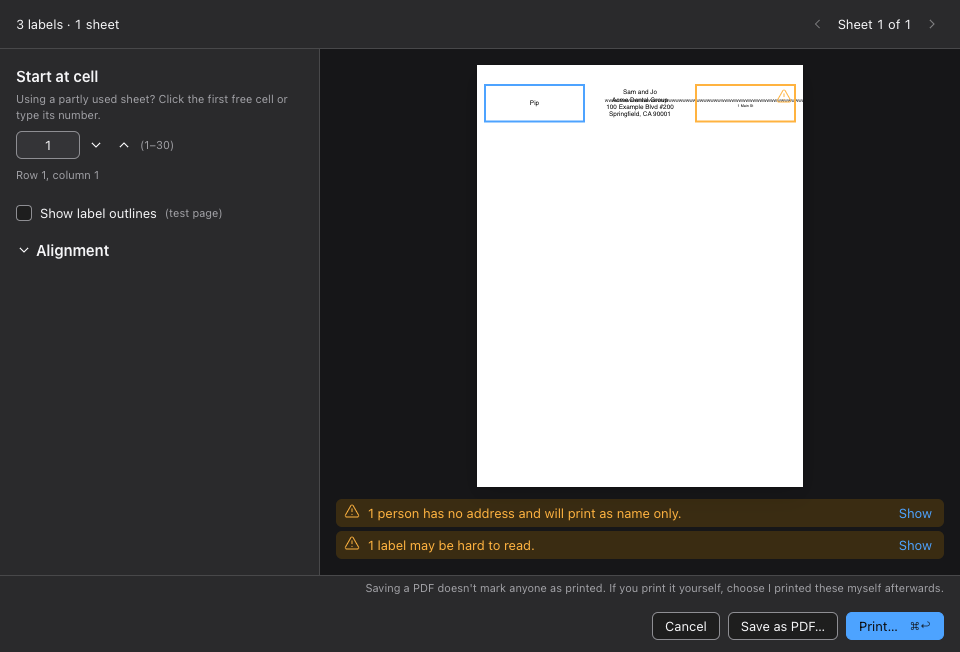 3 labels · 1 sheet
Sheet 1 of 1
Start at cell
Using a partly used sheet? Click the first free cell or
type its number.
1
(1–30)
Row 1, column 1
Show label outlines (test page)
Alignment
Pip
Sam and Jo
Acme Dental Group
100 Example Blvd #200
Springfield, CA 90001
1 Main St
1 person has no address and will print as name only.
Show
1 label may be hard to read.
Show
Saving a PDF doesn't mark anyone as printed. If you print it yourself, choose I printed these myself afterwards.
Cancel
Save as PDF...
Print... ⌘↩